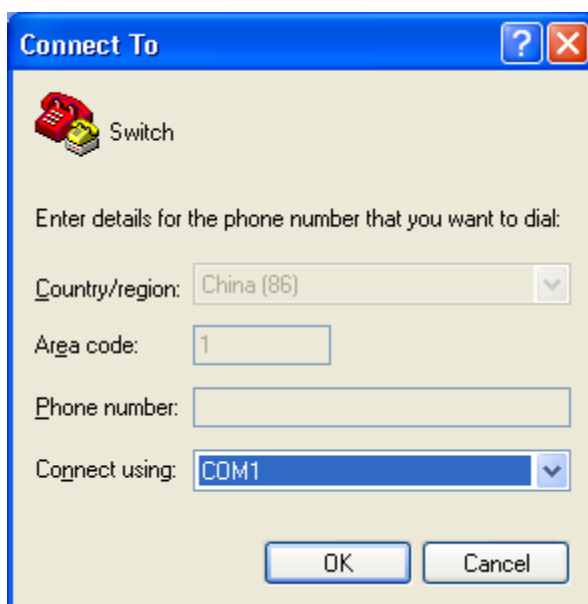 Connect To
Switch
Enter details for the phone number that you want to dial:
Country/region: China (86)
Area code: 1
Phone number:
Connect using: COM1
OK Cancel